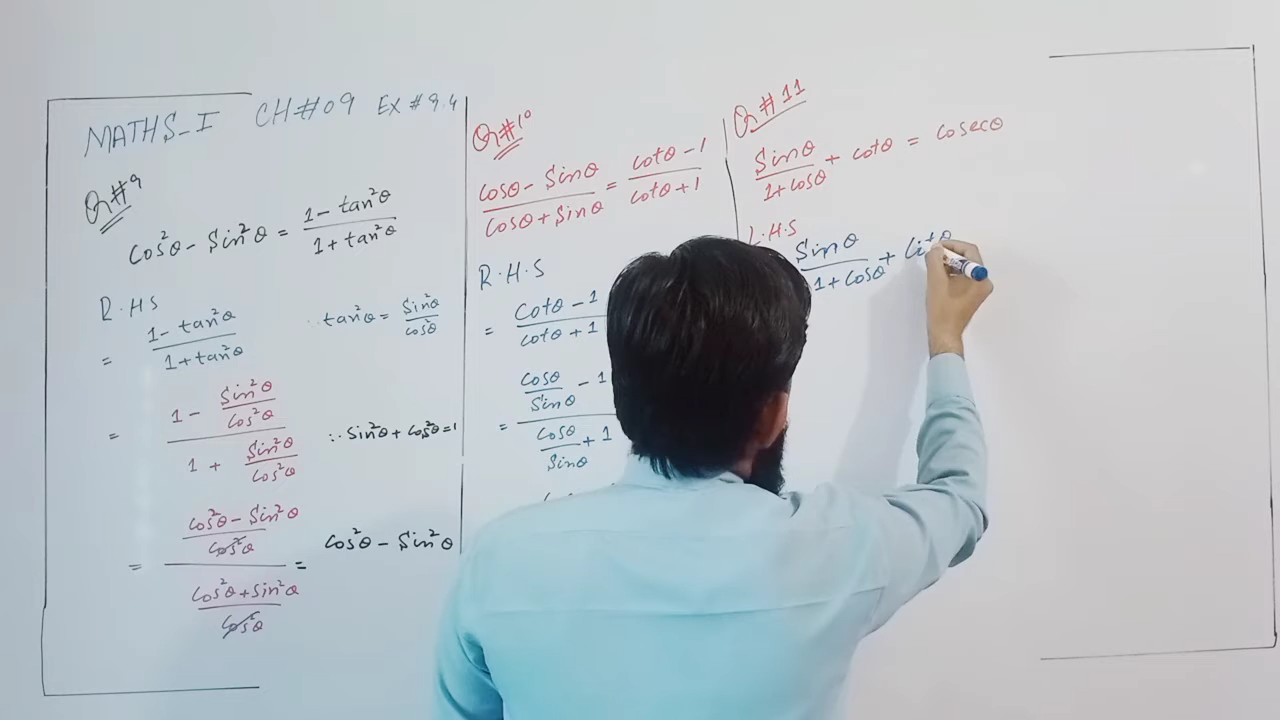 MATHS-I CH#09 EX#9.4
Q#9
cos²θ - Sin²θ = (1 - tan²θ)/(1 + tan²θ)
R.H.S
= (1 - tan²θ)/(1 + tan²θ) ∵ tan²θ = Sin²θ/cos²θ
= (1 - Sin²θ/cos²θ)/(1 + Sin²θ/cos²θ) ∵ Sin²θ + cos²θ = 1
= ((cos²θ - Sin²θ)/cos²θ)/((cos²θ + Sin²θ)/cos²θ) = cos²θ - Sin²θ
Q#10
(cosθ - Sinθ)/(cosθ + Sinθ) = (cotθ - 1)/(cotθ + 1)
R.H.S
= (cotθ - 1)/(cotθ + 1)
= (cosθ/Sinθ - 1)/(cosθ/Sinθ + 1)
Q#11
Sinθ/(1 + cosθ) + cotθ = cosecθ
L.H.S
Sinθ/(1 + cosθ) + cotθ